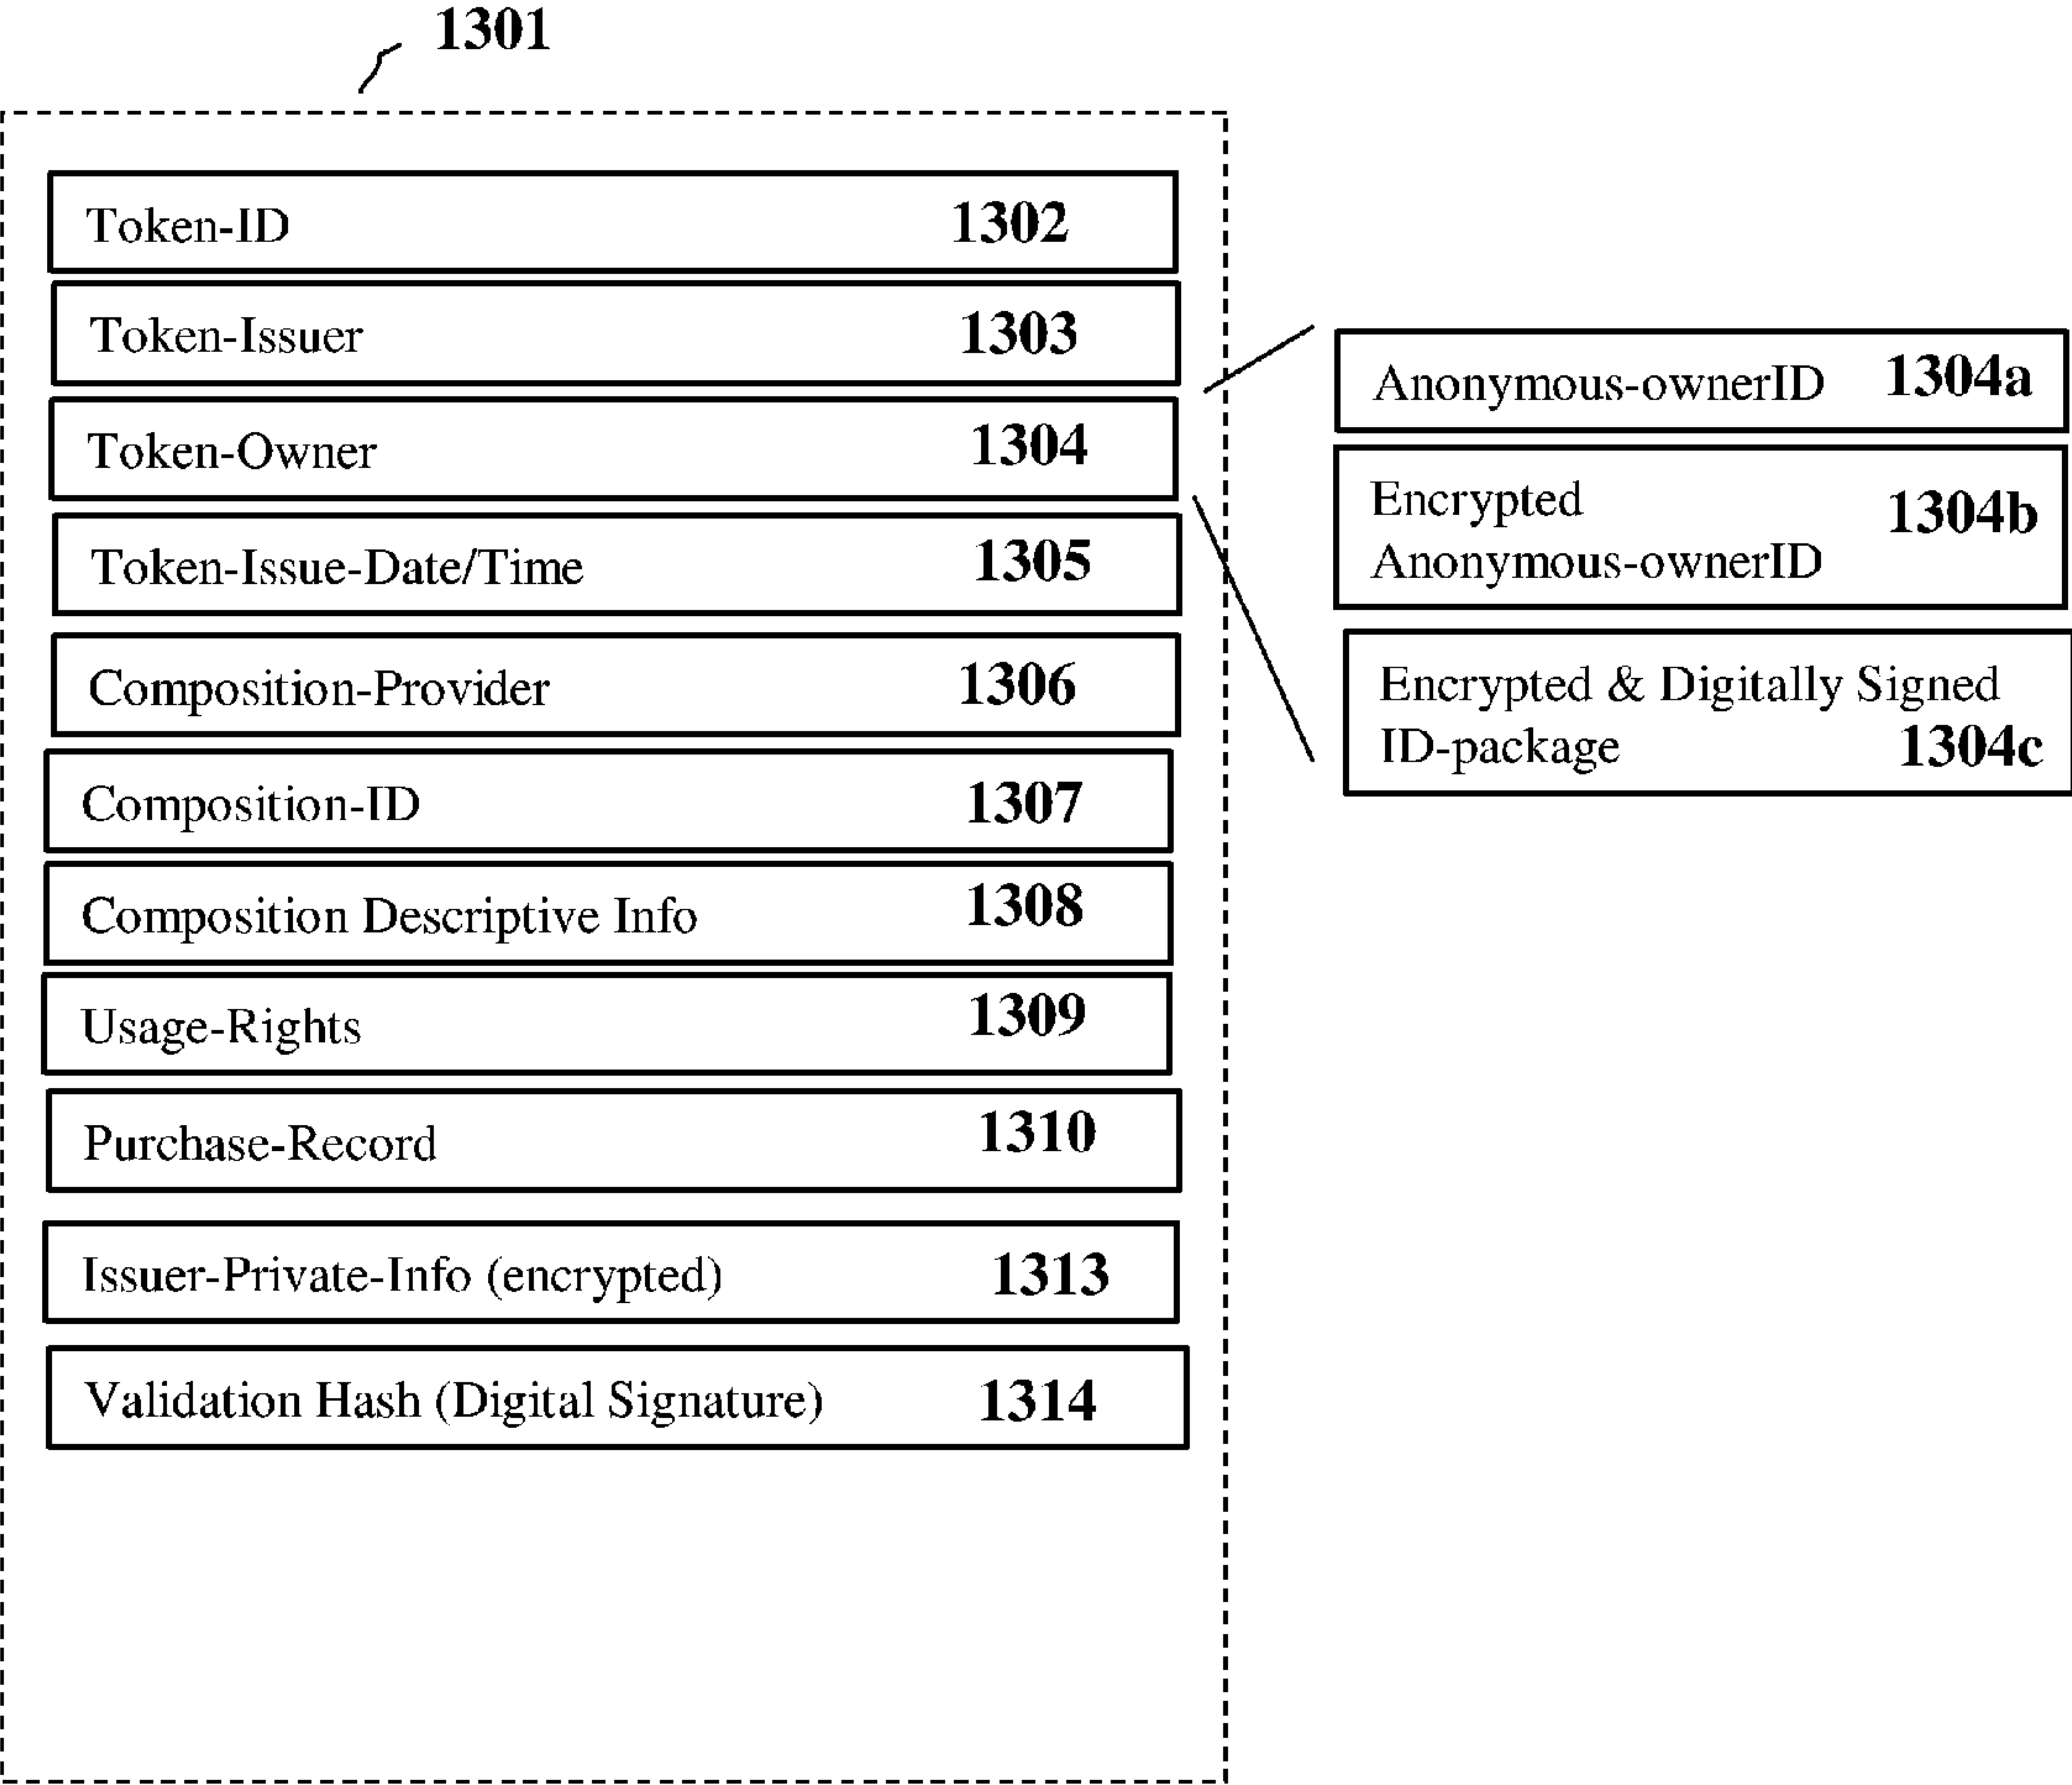 1301
Token-ID 1302
Token-Issuer 1303
Token-Owner 1304
Token-Issue-Date/Time 1305
Composition-Provider 1306
Composition-ID 1307
Composition Descriptive Info 1308
Usage-Rights 1309
Purchase-Record 1310
Issuer-Private-Info (encrypted) 1313
Validation Hash (Digital Signature) 1314
Anonymous-ownerID 1304a
Encrypted 1304b
Anonymous-ownerID
Encrypted & Digitally Signed
ID-package 1304c